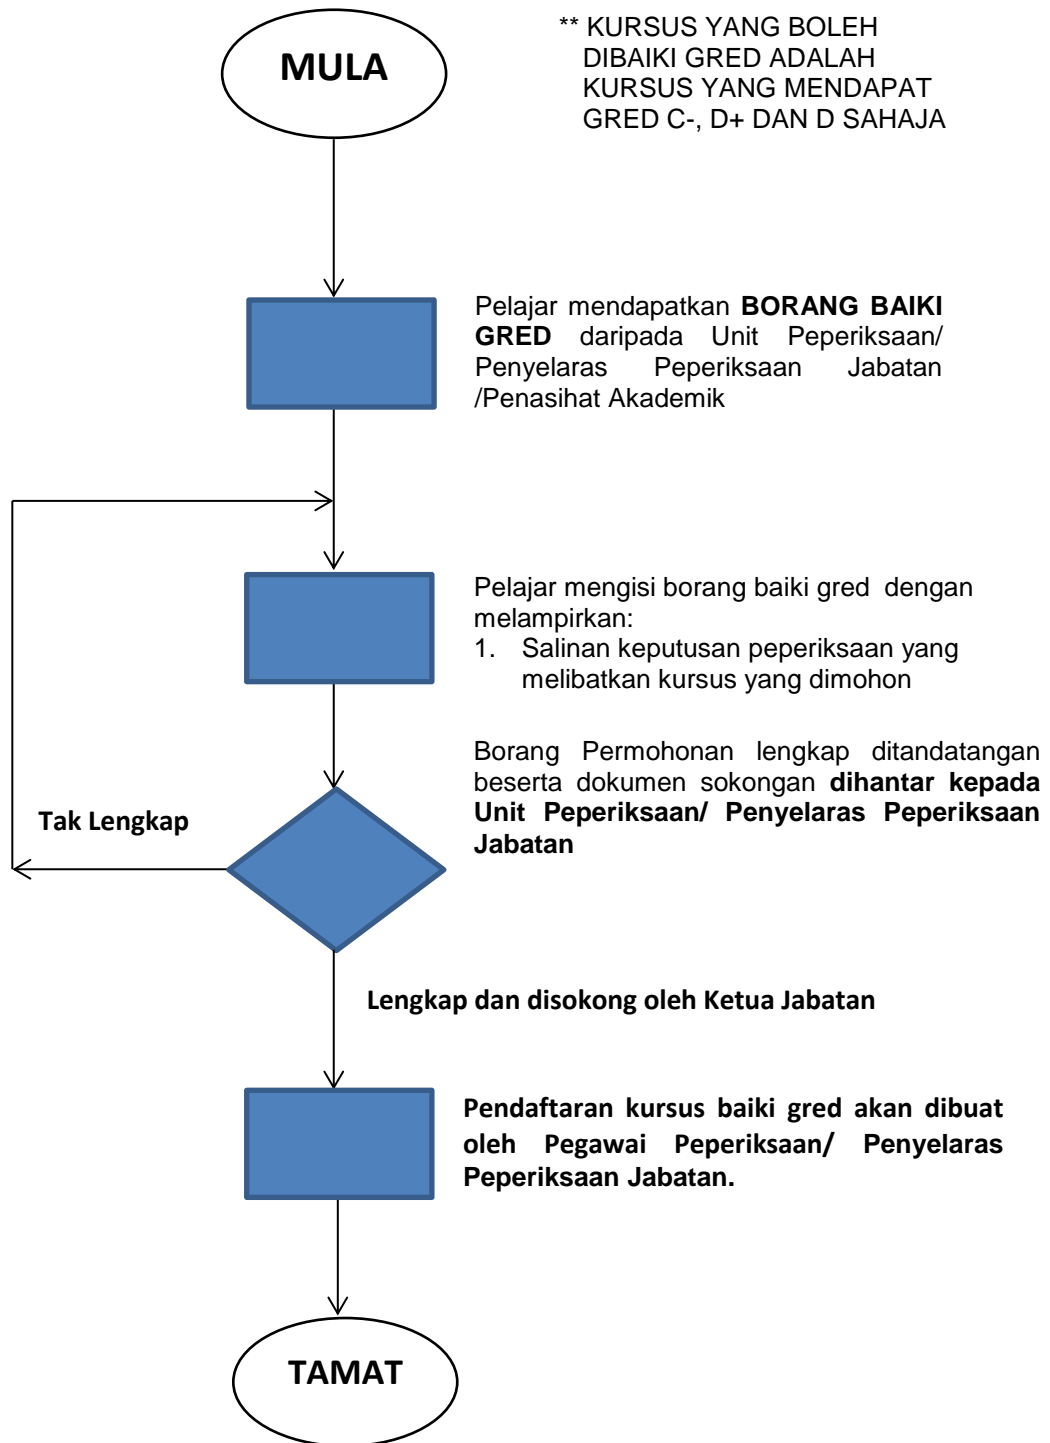 MULA
** KURSUS YANG BOLEH
DIBAIKI GRED ADALAH
KURSUS YANG MENDAPAT
GRED C-, D+ DAN D SAHAJA
Pelajar mendapatkan BORANG BAIKI
GRED daripada Unit Peperiksaan/
Penyelaras Peperiksaan Jabatan
/Penasihat Akademik
Pelajar mengisi borang baiki gred dengan
melampirkan:
1. Salinan keputusan peperiksaan yang
melibatkan kursus yang dimohon
Borang Permohonan lengkap ditandatangan
beserta dokumen sokongan dihantar kepada
Unit Peperiksaan/ Penyelaras Peperiksaan
Jabatan
Tak Lengkap
Lengkap dan disokong oleh Ketua Jabatan
Pendaftaran kursus baiki gred akan dibuat
oleh Pegawai Peperiksaan/ Penyelaras
Peperiksaan Jabatan.
TAMAT